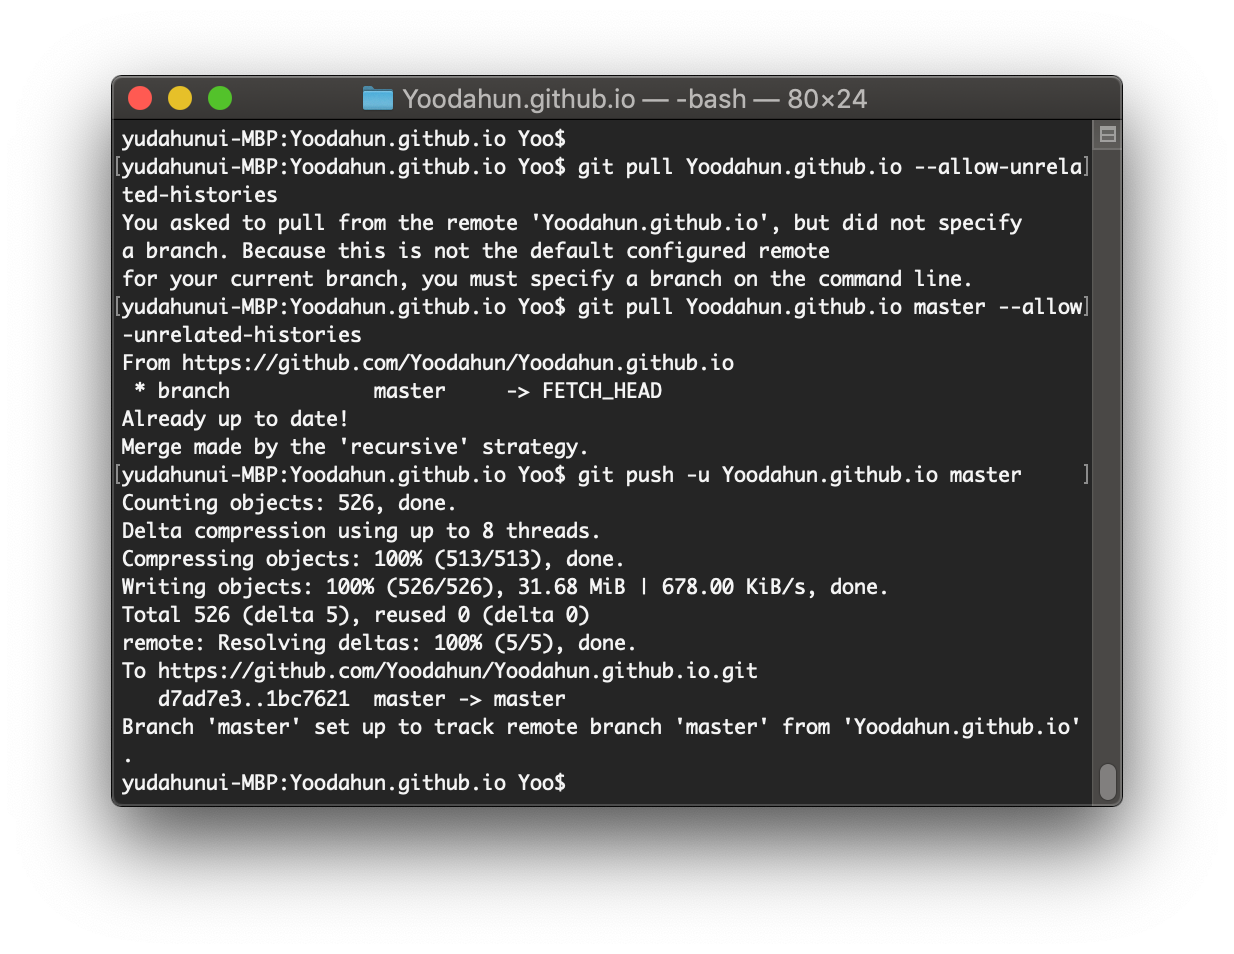 Yoodahun.github.io — -bash — 80×24
yudahunui-MBP:Yoodahun.github.io Yoo$
[yudahunui-MBP:Yoodahun.github.io Yoo$ git pull Yoodahun.github.io --allow-unrela]
ted-histories
You asked to pull from the remote 'Yoodahun.github.io', but did not specify
a branch. Because this is not the default configured remote
for your current branch, you must specify a branch on the command line.
[yudahunui-MBP:Yoodahun.github.io Yoo$ git pull Yoodahun.github.io master --allow]
-unrelated-histories
From https://github.com/Yoodahun/Yoodahun.github.io
 * branch            master     -> FETCH_HEAD
Already up to date!
Merge made by the 'recursive' strategy.
[yudahunui-MBP:Yoodahun.github.io Yoo$ git push -u Yoodahun.github.io master     ]
Counting objects: 526, done.
Delta compression using up to 8 threads.
Compressing objects: 100% (513/513), done.
Writing objects: 100% (526/526), 31.68 MiB | 678.00 KiB/s, done.
Total 526 (delta 5), reused 0 (delta 0)
remote: Resolving deltas: 100% (5/5), done.
To https://github.com/Yoodahun/Yoodahun.github.io.git
   d7ad7e3..1bc7621  master -> master
Branch 'master' set up to track remote branch 'master' from 'Yoodahun.github.io'
.
yudahunui-MBP:Yoodahun.github.io Yoo$